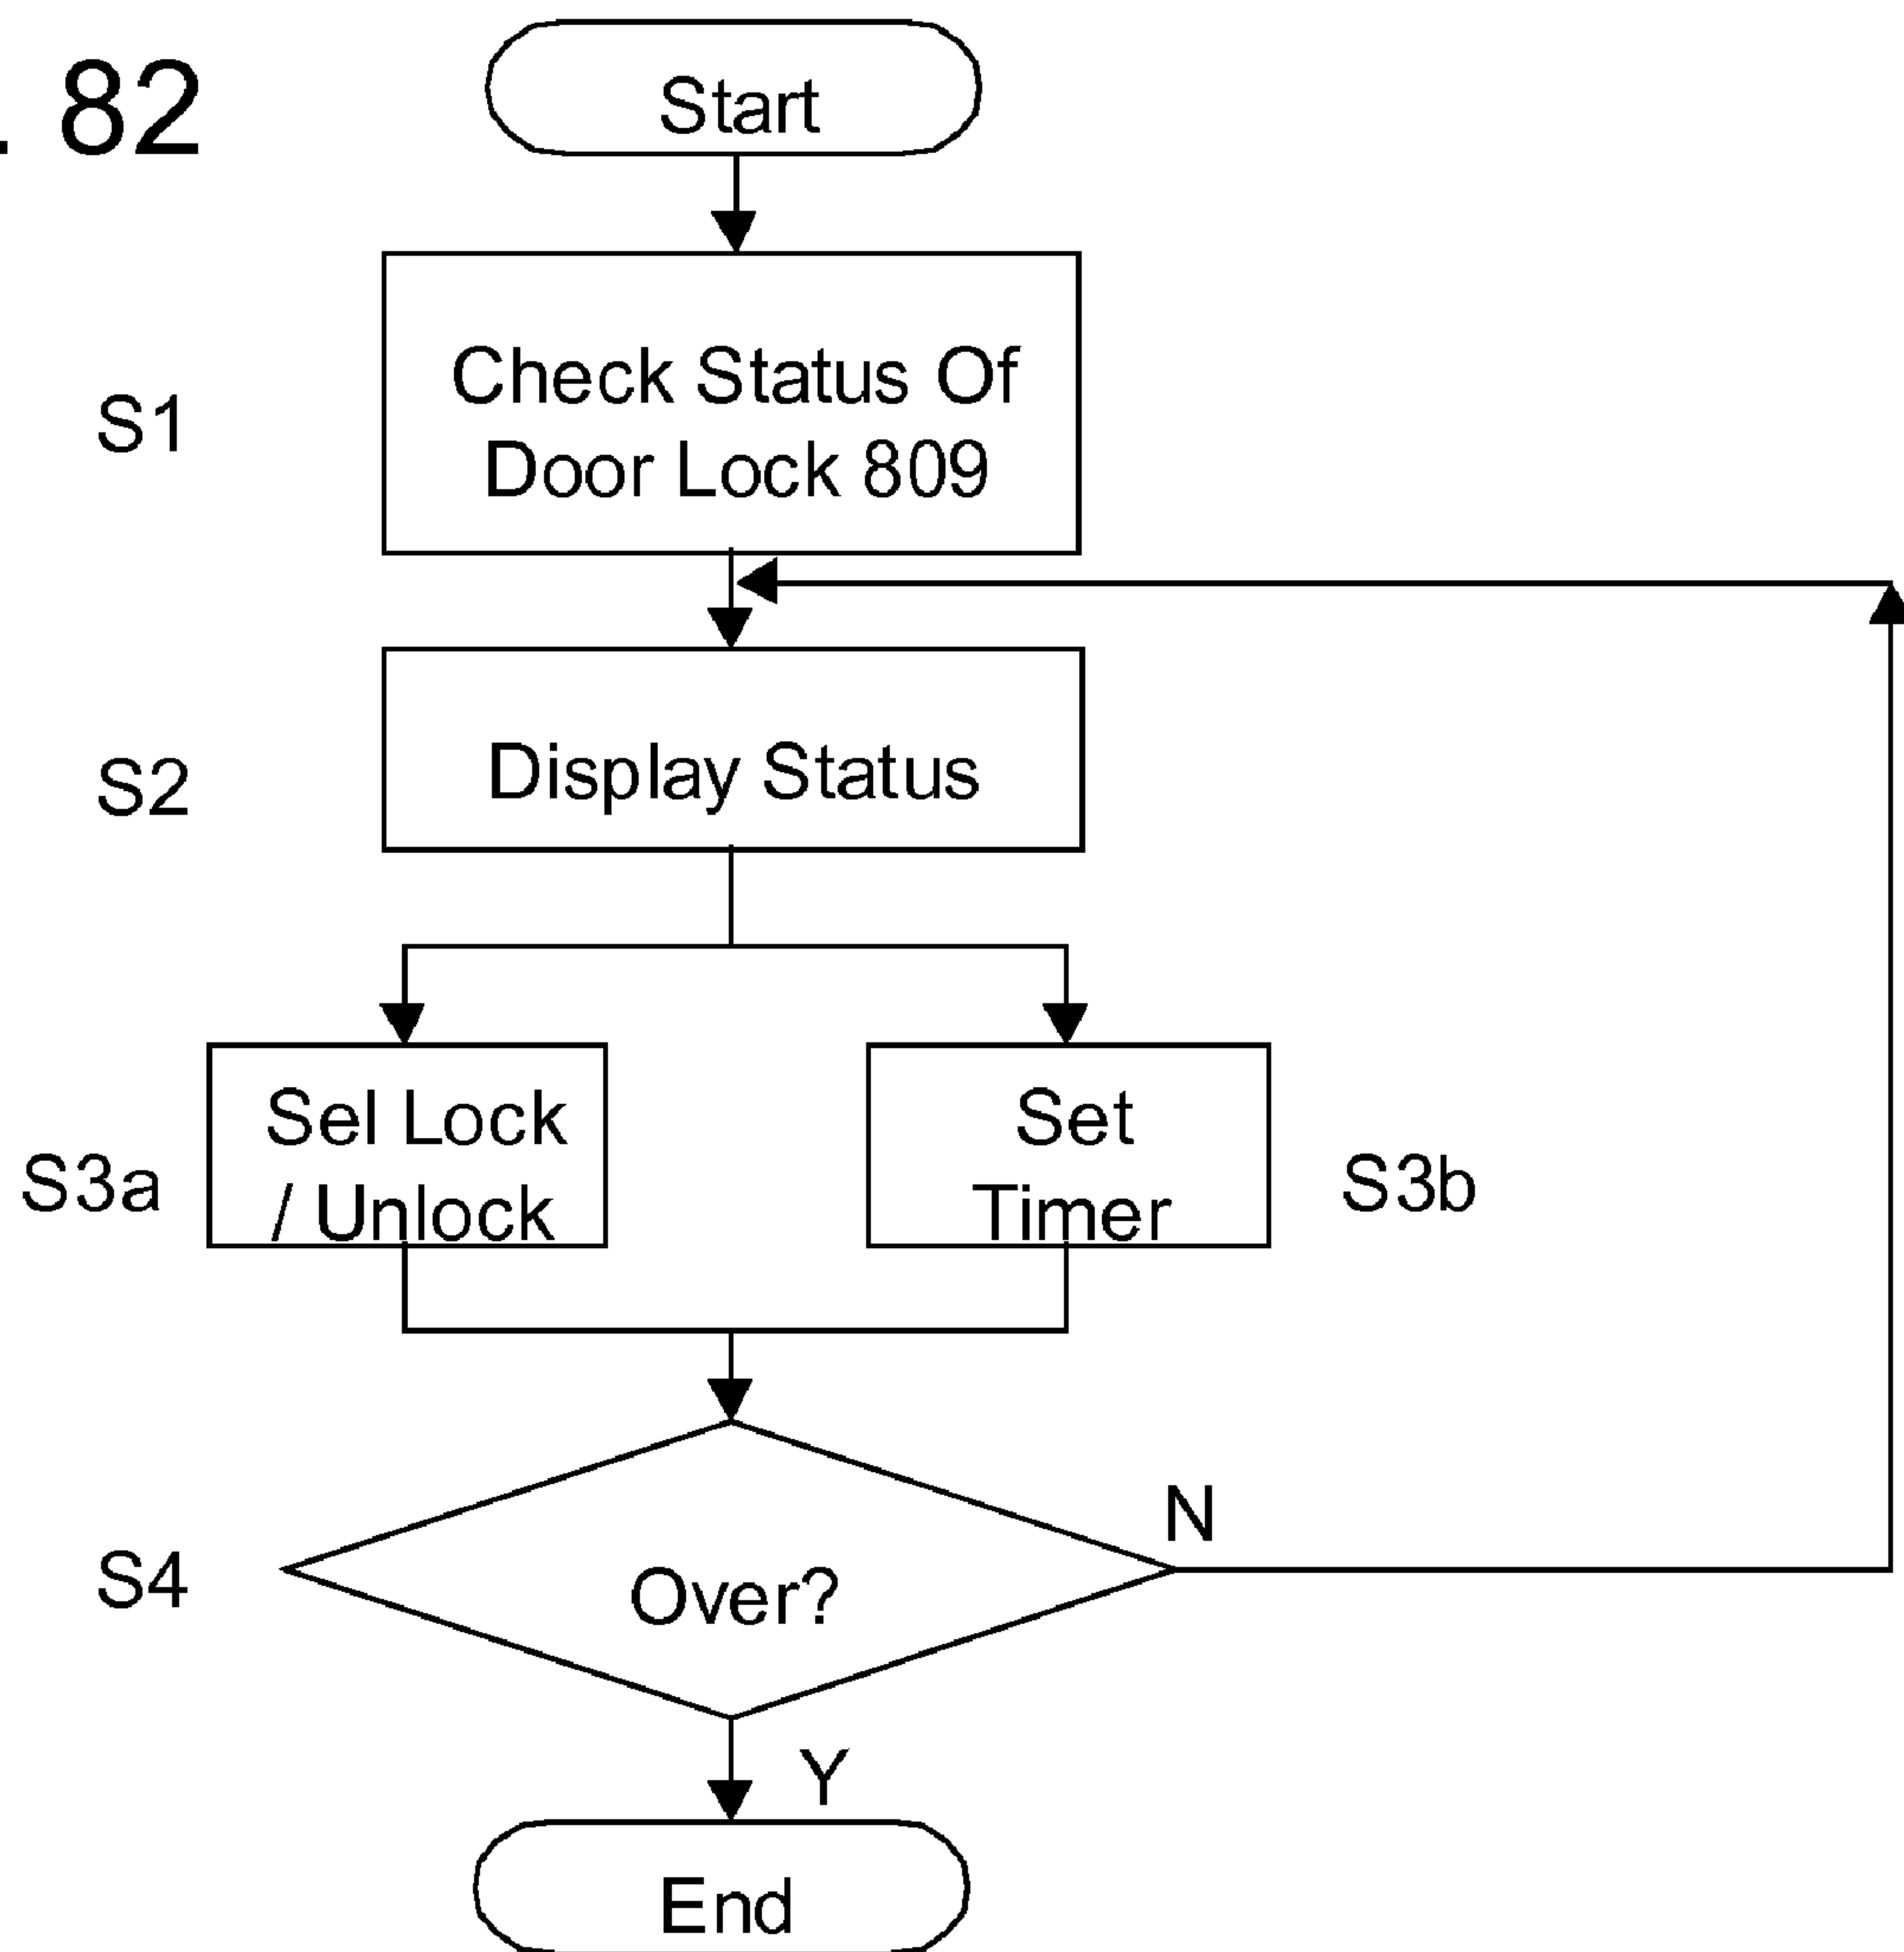 . 82
Start
S1
Check Status Of
Door Lock 809
S2
Display Status
S3a
Sel Lock
/ Unlock
Set
Timer
S3b
S4
Over?
N
Y
End